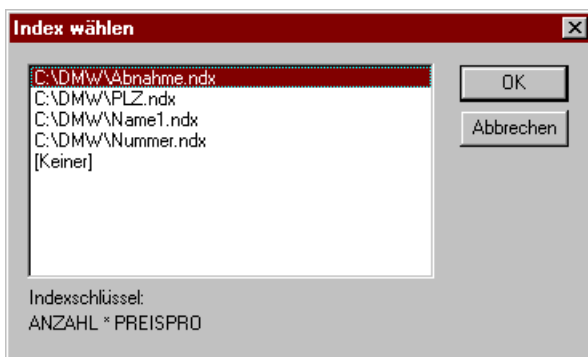 Index wählen
C:\DMW\Abnahme.ndx
C:\DMW\PLZ.ndx
C:\DMW\Name1.ndx
C:\DMW\Nummer.ndx
[Keiner]
OK
Abbrechen
Indexschlüssel:
ANZAHL * PREISPRO